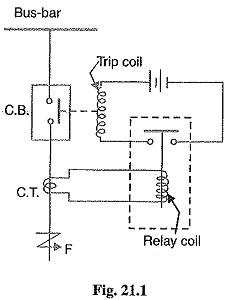 Bus-bar
Trip coil
C.B.
C.T.
F
Relay coil
Fig. 21.1